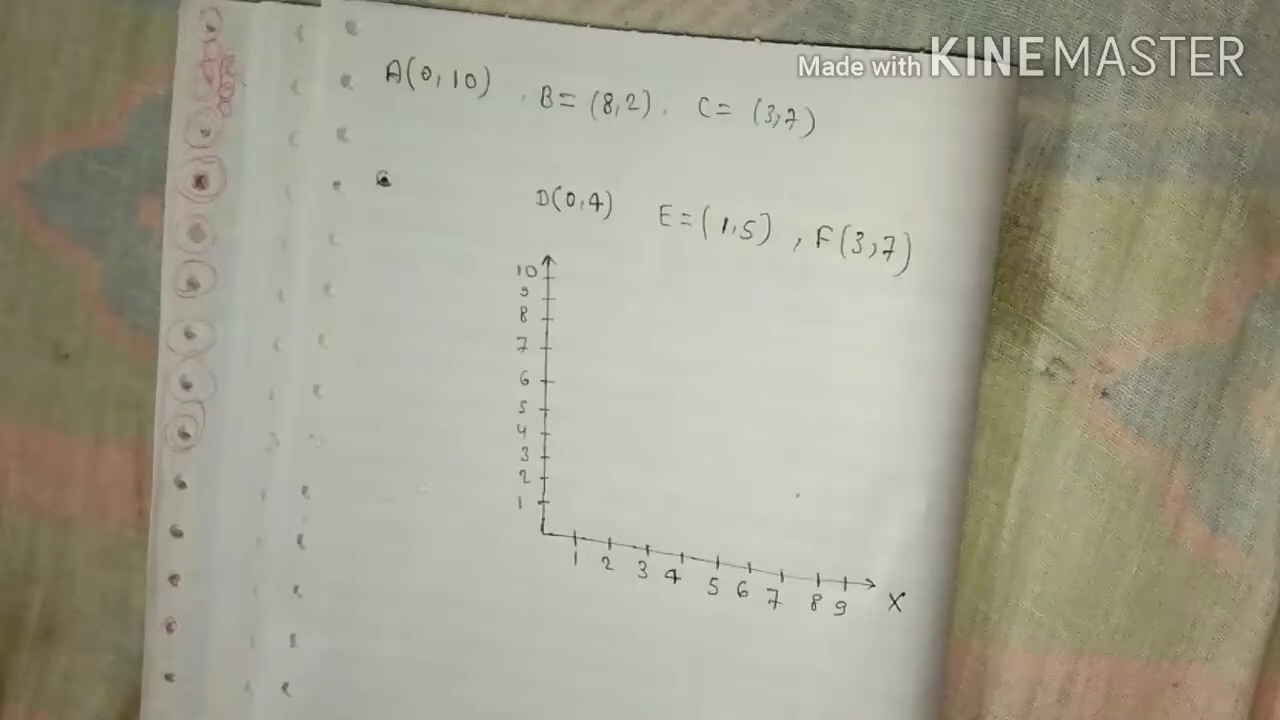 Made with KINEMASTER
A(0,10) , B = (8,2), C = (3,7)
D(0,4) E = (1,5) , F(3,7)
10
9
8
7
6
5
4
3
2
1
1 2 3 4 5 6 7 8 9 X